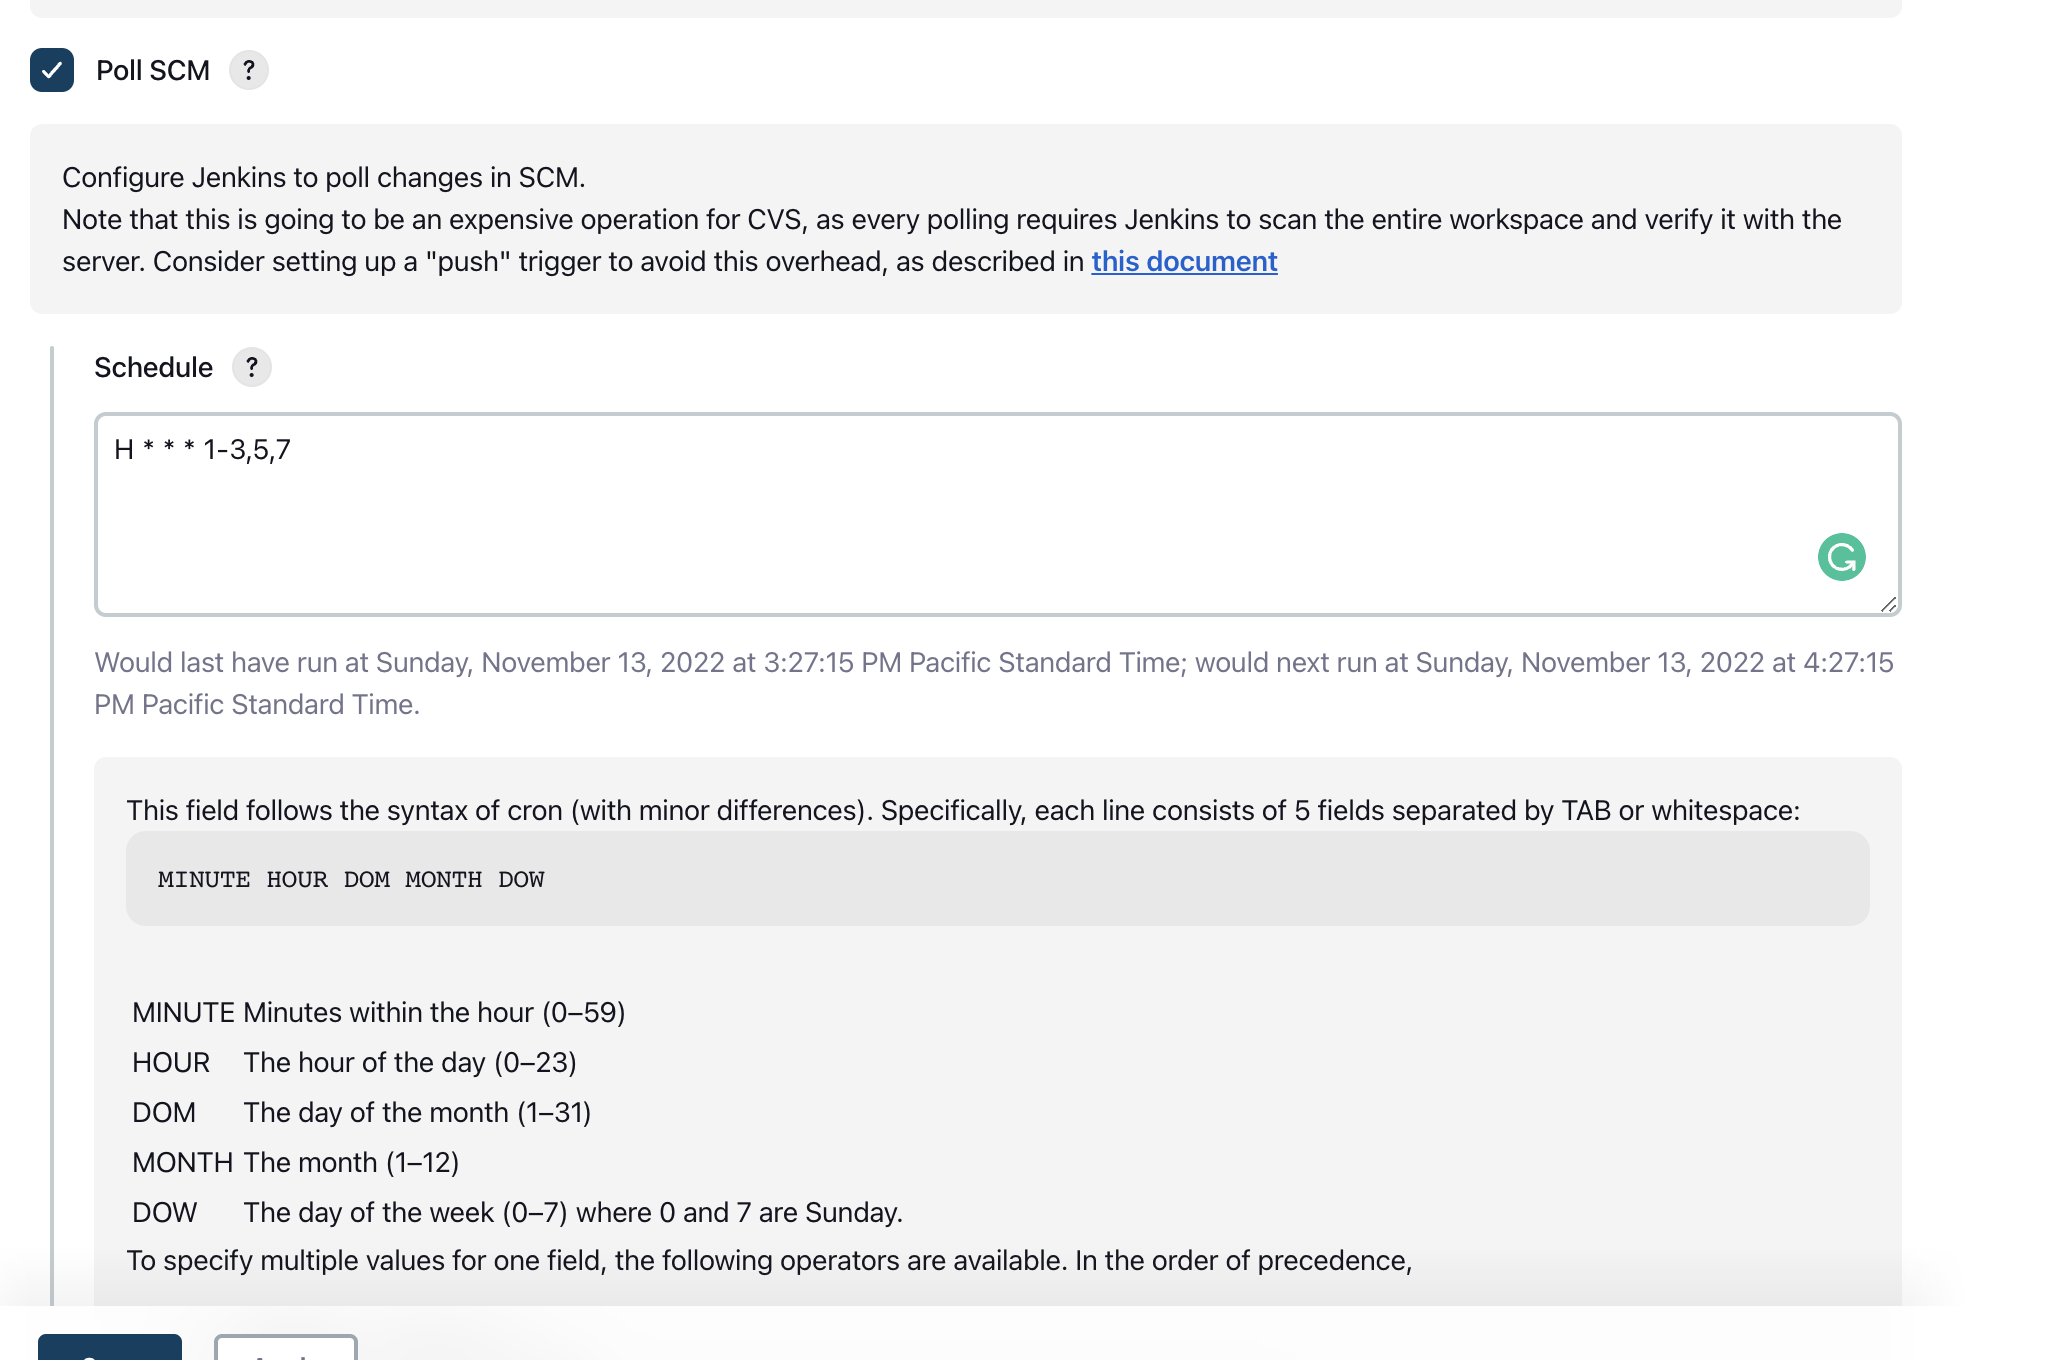 Poll SCM ?
Configure Jenkins to poll changes in SCM.
Note that this is going to be an expensive operation for CVS, as every polling requires Jenkins to scan the entire workspace and verify it with the
server. Consider setting up a "push" trigger to avoid this overhead, as described in this document
Schedule ?
H * * * 1-3,5,7
Would last have run at Sunday, November 13, 2022 at 3:27:15 PM Pacific Standard Time; would next run at Sunday, November 13, 2022 at 4:27:15
PM Pacific Standard Time.
This field follows the syntax of cron (with minor differences). Specifically, each line consists of 5 fields separated by TAB or whitespace:
MINUTE HOUR DOM MONTH DOW
MINUTE Minutes within the hour (0–59)
HOUR The hour of the day (0–23)
DOM The day of the month (1–31)
MONTH The month (1–12)
DOW The day of the week (0–7) where 0 and 7 are Sunday.
To specify multiple values for one field, the following operators are available. In the order of precedence,